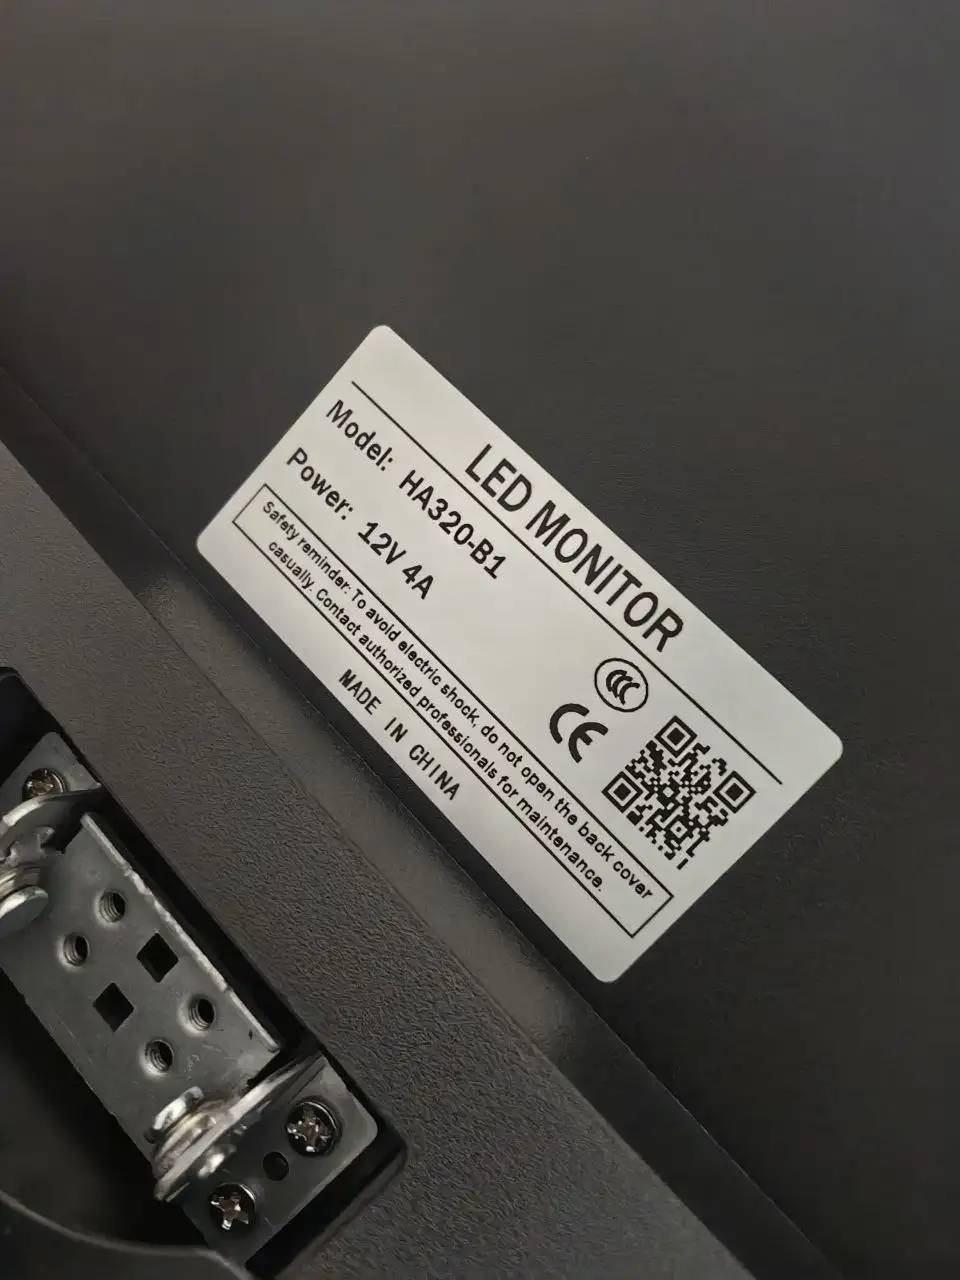 LED MONITOR
Model: HA320-B1
Power: 12V 4A
CE
Safety reminder: To avoid electric shock, do not open the back cover
casually. Contact authorized professionals for maintenance.
MADE IN CHINA